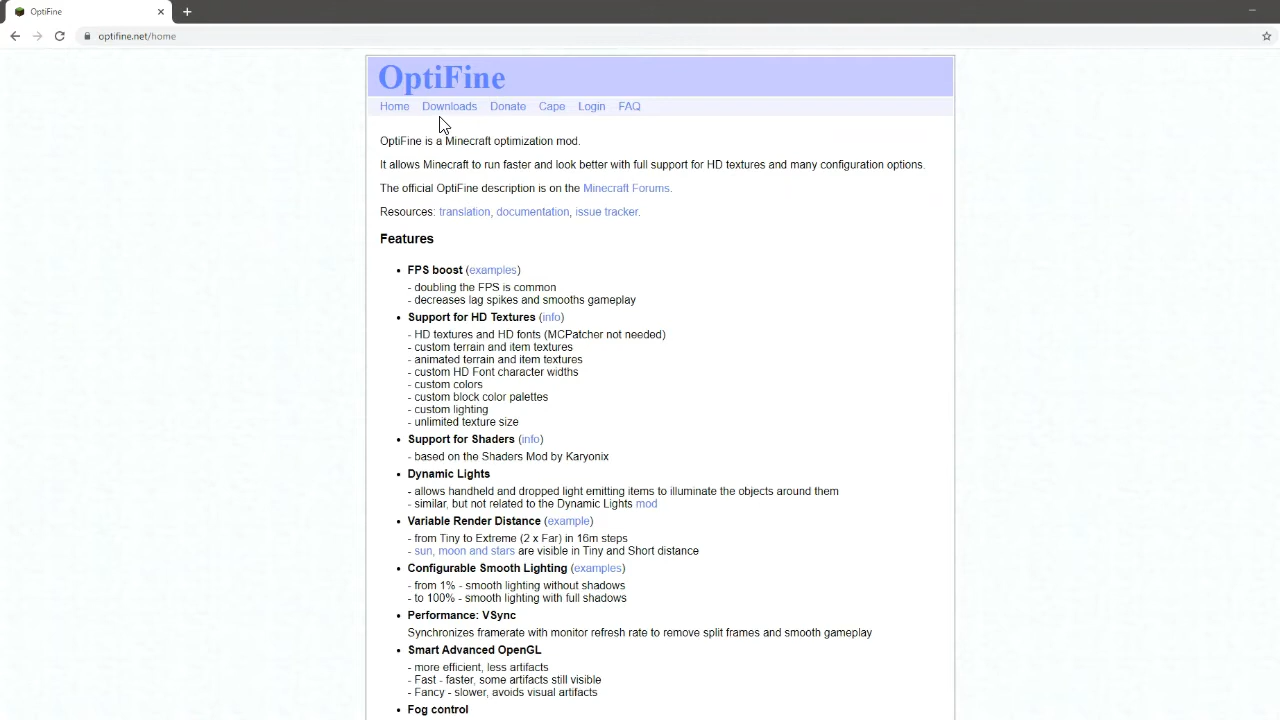 OptiFine
optifine.net/home
OptiFine
Home Downloads Donate Cape Login FAQ
OptiFine is a Minecraft optimization mod.
It allows Minecraft to run faster and look better with full support for HD textures and many configuration options.
The official OptiFine description is on the Minecraft Forums.
Resources: translation, documentation, issue tracker.
Features
• FPS boost (examples)
- doubling the FPS is common
- decreases lag spikes and smooths gameplay
• Support for HD Textures (info)
- HD textures and HD fonts (MCPatcher not needed)
- custom terrain and item textures
- animated terrain and item textures
- custom HD Font character widths
- custom colors
- custom block color palettes
- custom lighting
- unlimited texture size
• Support for Shaders (info)
- based on the Shaders Mod by Karyonix
• Dynamic Lights
- allows handheld and dropped light emitting items to illuminate the objects around them
- similar, but not related to the Dynamic Lights mod
• Variable Render Distance (example)
- from Tiny to Extreme (2 x Far) in 16m steps
- sun, moon and stars are visible in Tiny and Short distance
• Configurable Smooth Lighting (examples)
- from 1% - smooth lighting without shadows
- to 100% - smooth lighting with full shadows
• Performance: VSync
Synchronizes framerate with monitor refresh rate to remove split frames and smooth gameplay
• Smart Advanced OpenGL
- more efficient, less artifacts
- Fast - faster, some artifacts still visible
- Fancy - slower, avoids visual artifacts
• Fog control